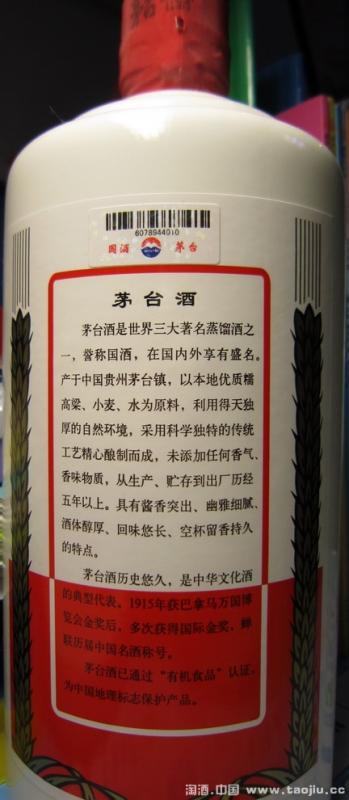 6078944010
国酒 茅台
茅台酒
茅台酒是世界三大著名蒸馏酒之
一，誉称国酒，在国内外享有盛名。
产于中国贵州茅台镇，以本地优质糯
高梁、小麦、水为原料，利用得天独
厚的自然环境，采用科学独特的传统
工艺精心酿制而成，未添加任何香气、
香味物质，从生产、贮存到出厂历经
五年以上。具有酱香突出、幽雅细腻、
酒体醇厚、回味悠长、空杯留香持久
的特点。
茅台酒历史悠久，是中华文化酒
的典型代表。1915年获巴拿马万国博
览会金奖后，多次获得国际金奖，蝉
联历届中国名酒称号。
茅台酒已通过“有机食品”认证，
为中国地理标志保护产品。
淘酒.中国 www.taojiu.cc